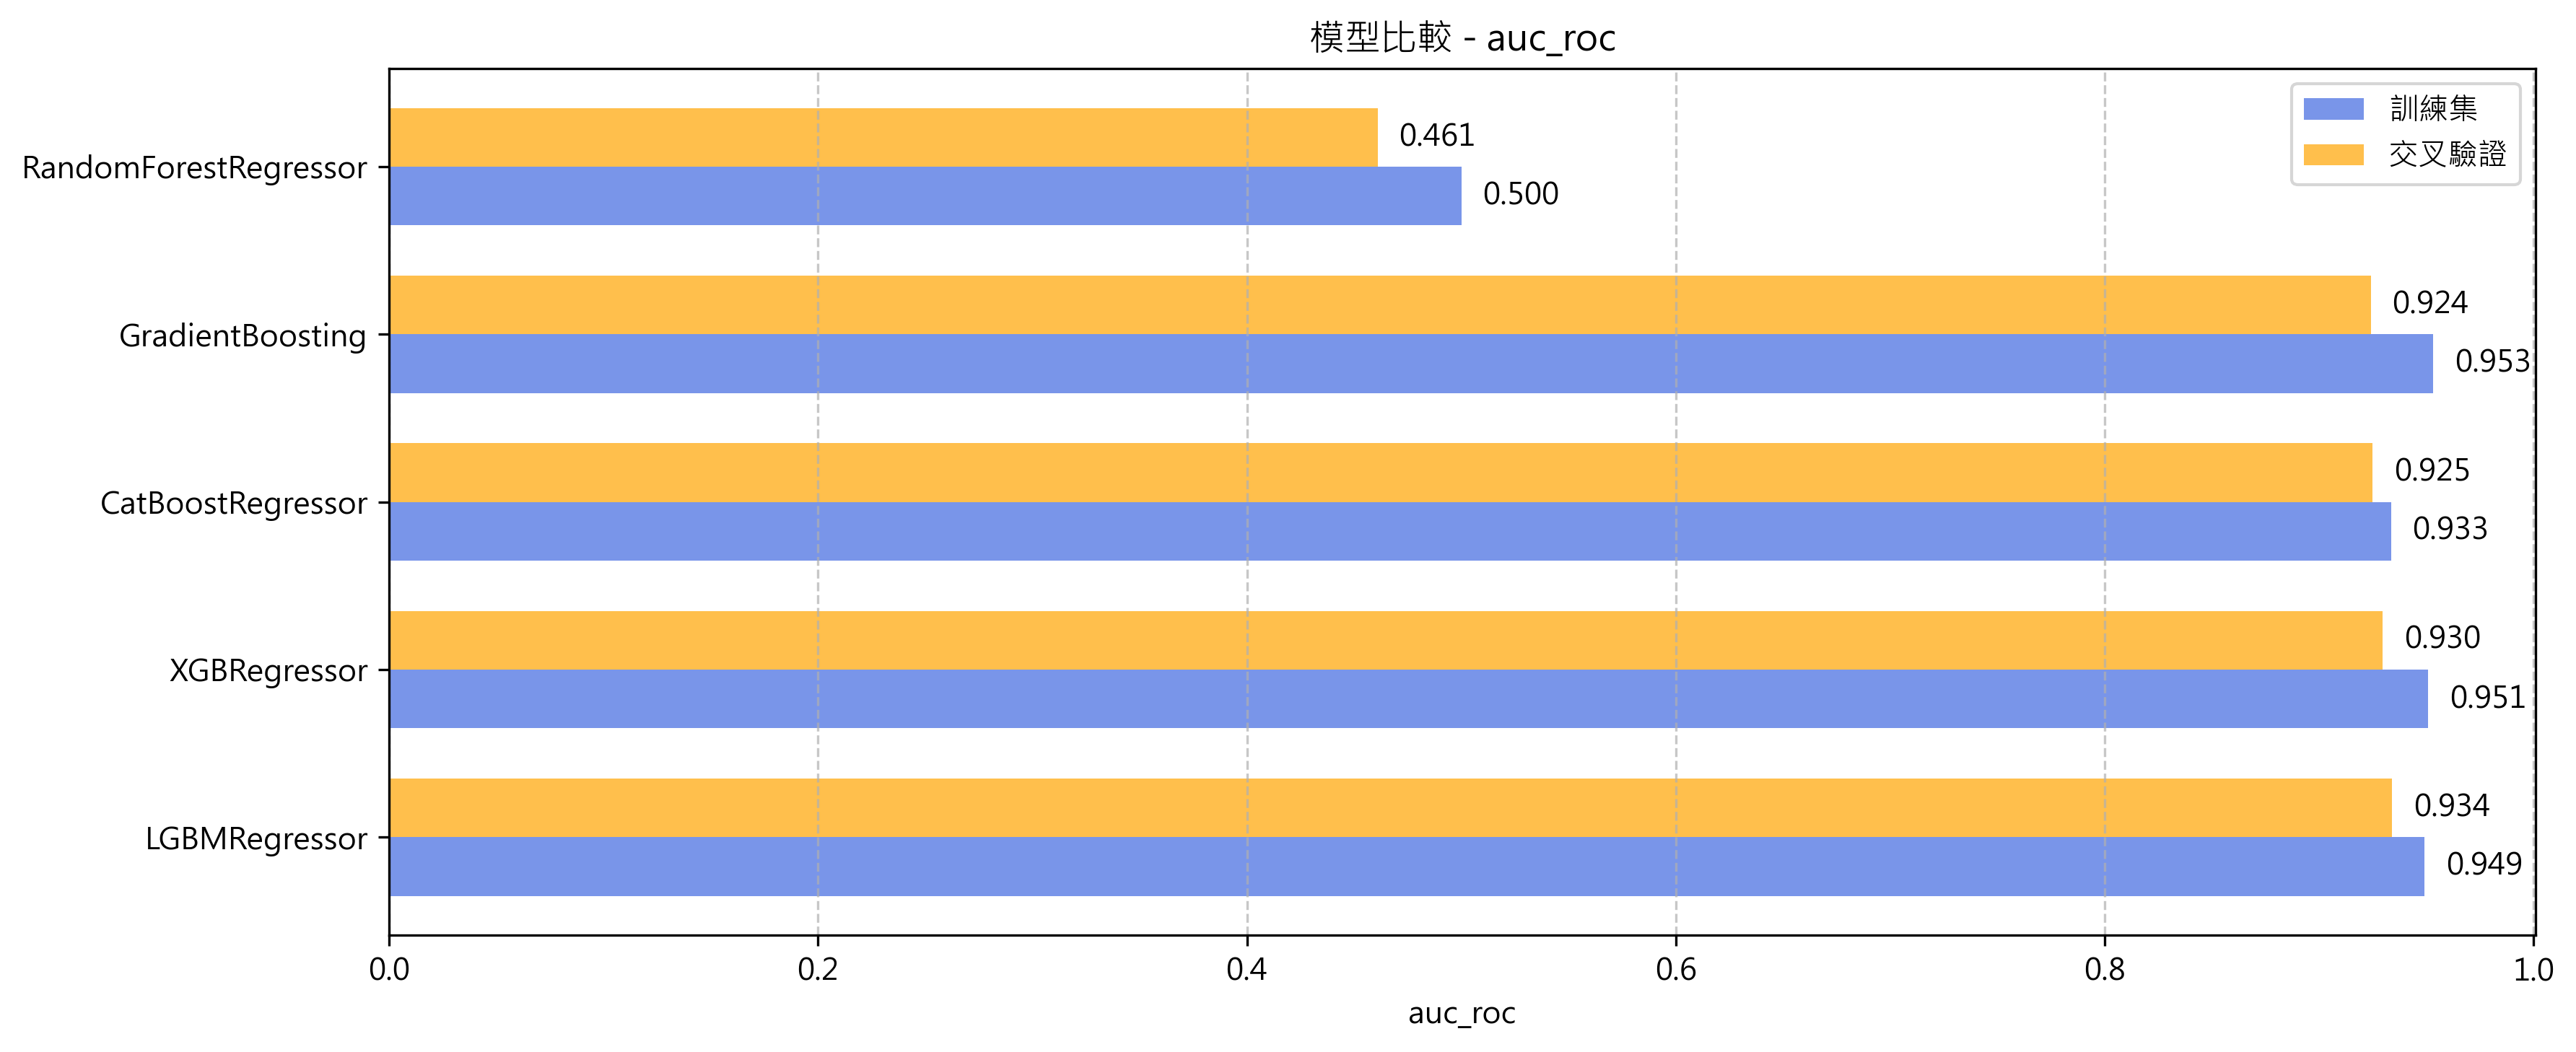 模型比較 - auc_roc
訓練集
交叉驗證
RandomForestRegressor
0.461
0.500
GradientBoosting
0.924
0.953
CatBoostRegressor
0.925
0.933
XGBRegressor
0.930
0.951
LGBMRegressor
0.934
0.949
0.0 0.2 0.4 0.6 0.8 1.0
auc_roc